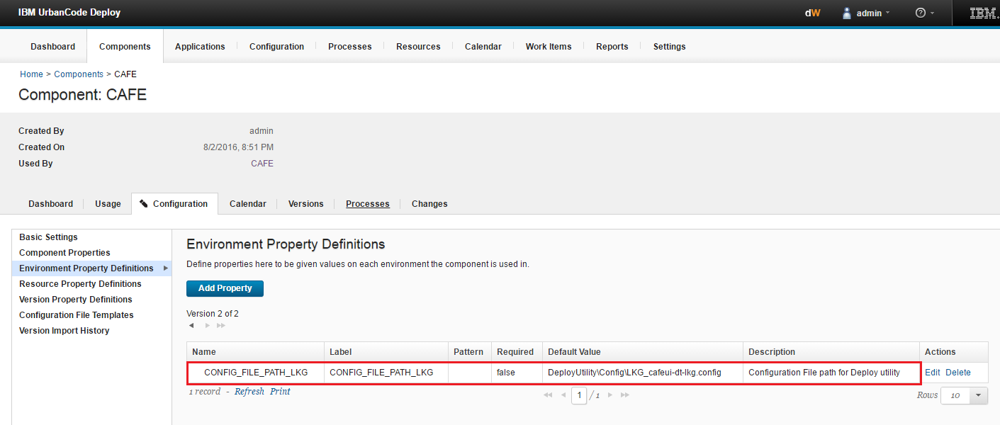 IBM UrbanCode Deploy dW admin IBM.
Dashboard Components Applications Configuration Processes Resources Calendar Work Items Reports Settings
Home > Components > CAFE
Component: CAFE
Created By admin
Created On 8/2/2016, 8:51 PM
Used By CAFE
Dashboard Usage Configuration Calendar Versions Processes Changes
Basic Settings
Component Properties
Environment Property Definitions
Resource Property Definitions
Version Property Definitions
Configuration File Templates
Version Import History
Environment Property Definitions
Define properties here to be given values on each environment the component is used in.
Add Property
Version 2 of 2
Name Label Pattern Required Default Value Description Actions
CONFIG_FILE_PATH_LKG CONFIG_FILE_PATH_LKG false DeployUtility\Config\LKG_cafeui-dt-lkg.config Configuration File path for Deploy utility Edit Delete
1 record - Refresh Print 1 / 1 Rows 10